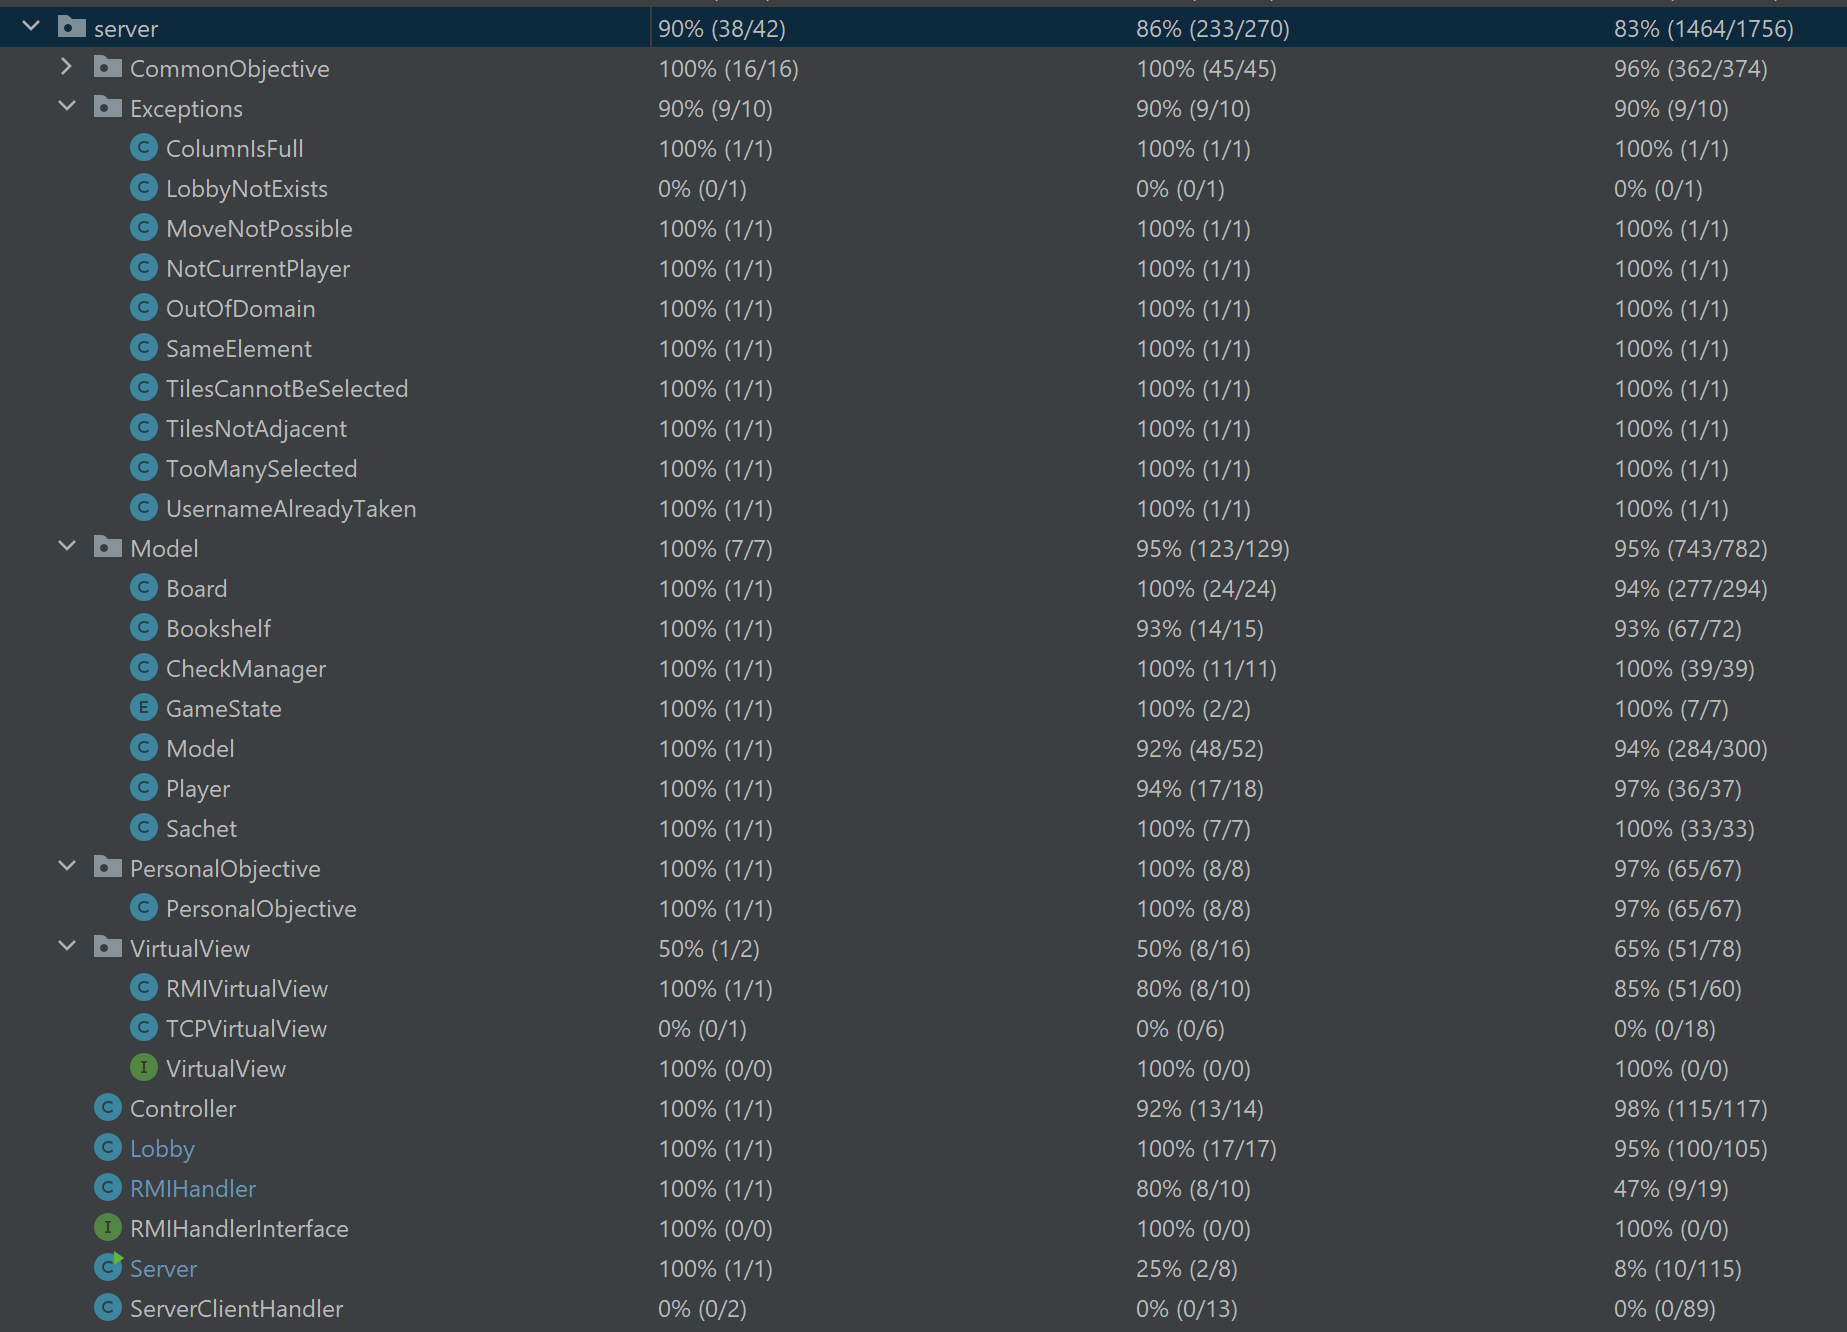 server 90% (38/42) 86% (233/270) 83% (1464/1756)
CommonObjective 100% (16/16) 100% (45/45) 96% (362/374)
Exceptions 90% (9/10) 90% (9/10) 90% (9/10)
C ColumnIsFull 100% (1/1) 100% (1/1) 100% (1/1)
C LobbyNotExists 0% (0/1) 0% (0/1) 0% (0/1)
C MoveNotPossible 100% (1/1) 100% (1/1) 100% (1/1)
C NotCurrentPlayer 100% (1/1) 100% (1/1) 100% (1/1)
C OutOfDomain 100% (1/1) 100% (1/1) 100% (1/1)
C SameElement 100% (1/1) 100% (1/1) 100% (1/1)
C TilesCannotBeSelected 100% (1/1) 100% (1/1) 100% (1/1)
C TilesNotAdjacent 100% (1/1) 100% (1/1) 100% (1/1)
C TooManySelected 100% (1/1) 100% (1/1) 100% (1/1)
C UsernameAlreadyTaken 100% (1/1) 100% (1/1) 100% (1/1)
Model 100% (7/7) 95% (123/129) 95% (743/782)
C Board 100% (1/1) 100% (24/24) 94% (277/294)
C Bookshelf 100% (1/1) 93% (14/15) 93% (67/72)
C CheckManager 100% (1/1) 100% (11/11) 100% (39/39)
E GameState 100% (1/1) 100% (2/2) 100% (7/7)
C Model 100% (1/1) 92% (48/52) 94% (284/300)
C Player 100% (1/1) 94% (17/18) 97% (36/37)
C Sachet 100% (1/1) 100% (7/7) 100% (33/33)
PersonalObjective 100% (1/1) 100% (8/8) 97% (65/67)
C PersonalObjective 100% (1/1) 100% (8/8) 97% (65/67)
VirtualView 50% (1/2) 50% (8/16) 65% (51/78)
C RMIVirtualView 100% (1/1) 80% (8/10) 85% (51/60)
C TCPVirtualView 0% (0/1) 0% (0/6) 0% (0/18)
I VirtualView 100% (0/0) 100% (0/0) 100% (0/0)
C Controller 100% (1/1) 92% (13/14) 98% (115/117)
C Lobby 100% (1/1) 100% (17/17) 95% (100/105)
C RMIHandler 100% (1/1) 80% (8/10) 47% (9/19)
I RMIHandlerInterface 100% (0/0) 100% (0/0) 100% (0/0)
C Server 100% (1/1) 25% (2/8) 8% (10/115)
C ServerClientHandler 0% (0/2) 0% (0/13) 0% (0/89)